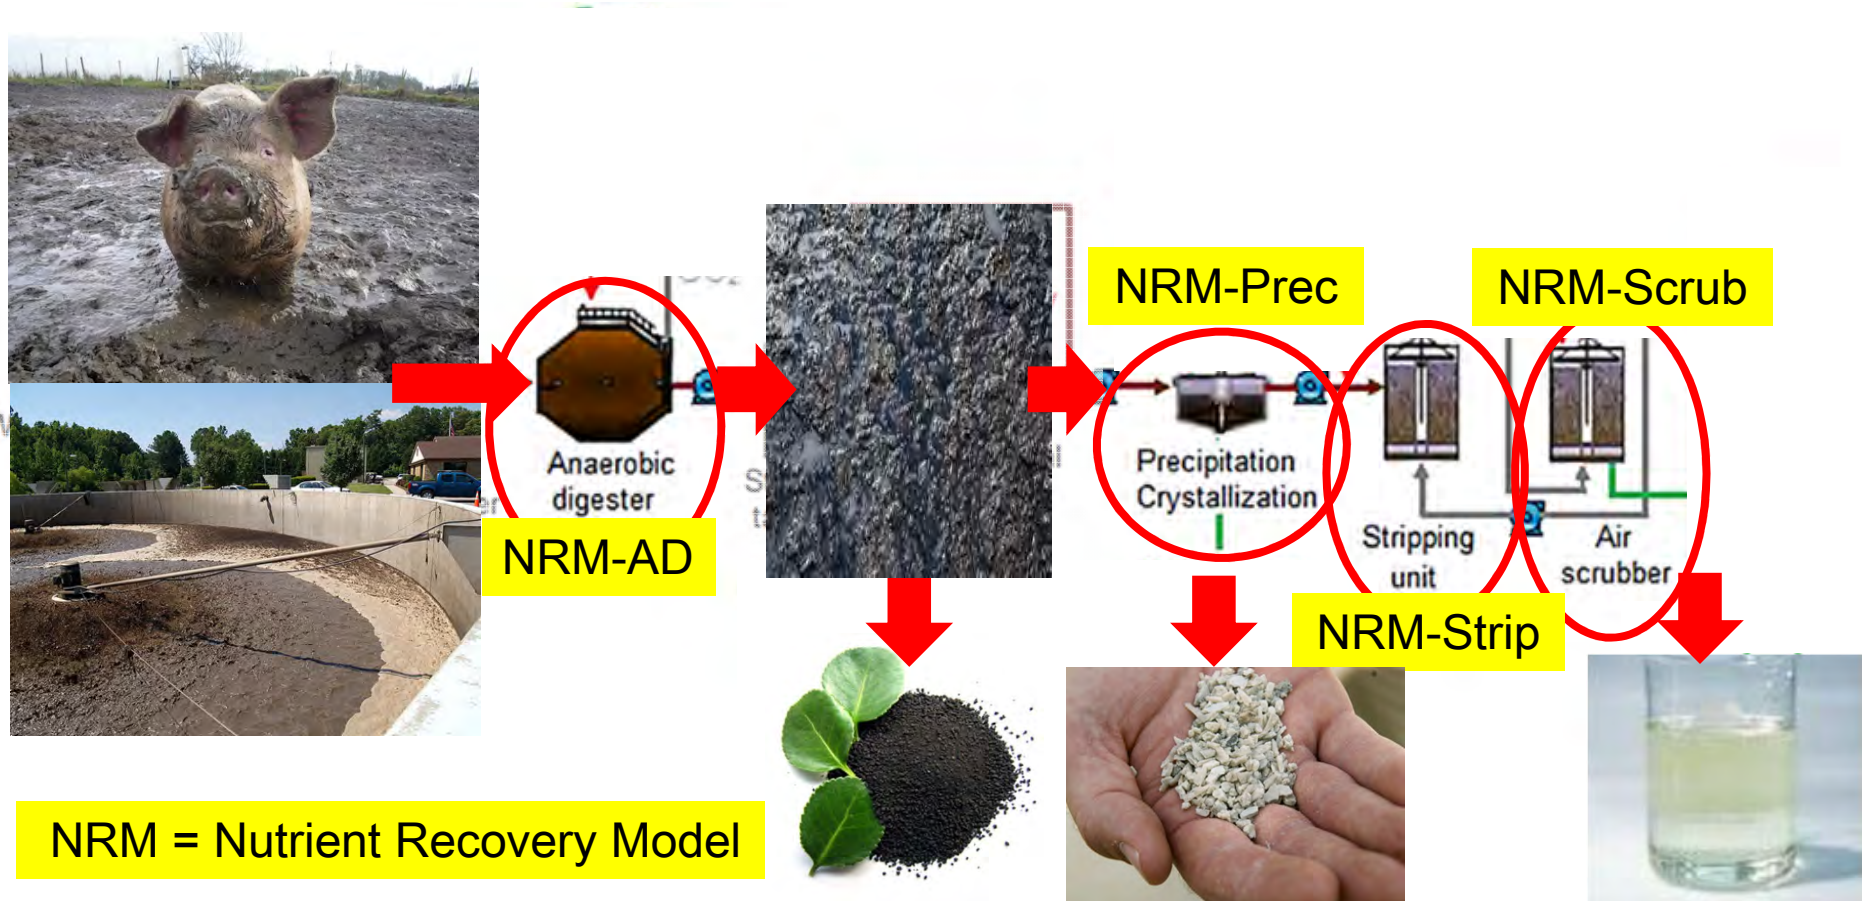 NRM-Prec
NRM-Scrub
Anaerobic
digester
NRM-AD
Precipitation
Crystallization
Stripping
unit
Air
scrubber
NRM-Strip
NRM = Nutrient Recovery Model